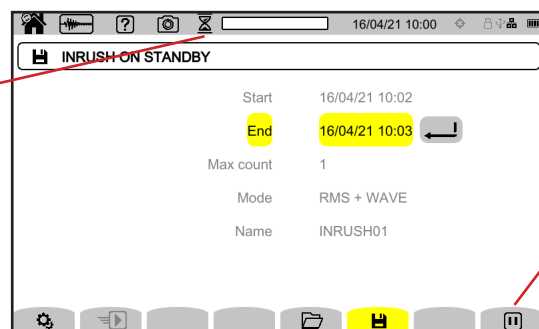 ? 16/04/21 10:00
INRUSH ON STANDBY
Start 16/04/21 10:02
End 16/04/21 10:03
Max count 1
Mode RMS + WAVE
Name INRUSH01